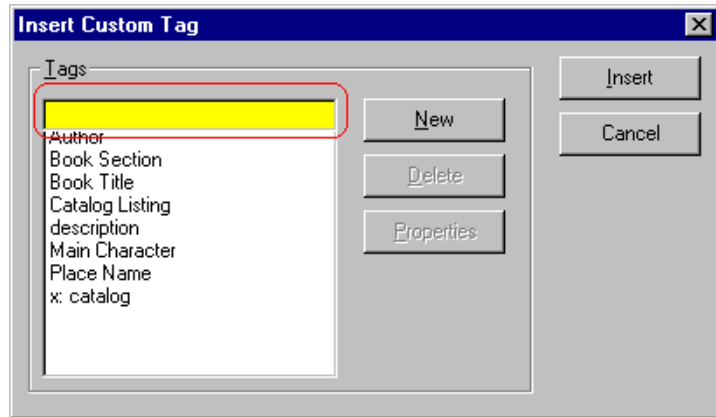 Insert Custom Tag
Tags
Insert
New
Cancel
Author
Book Section
Book Title
Delete
Catalog Listing
description
Properties
Main Character
Place Name
x: catalog